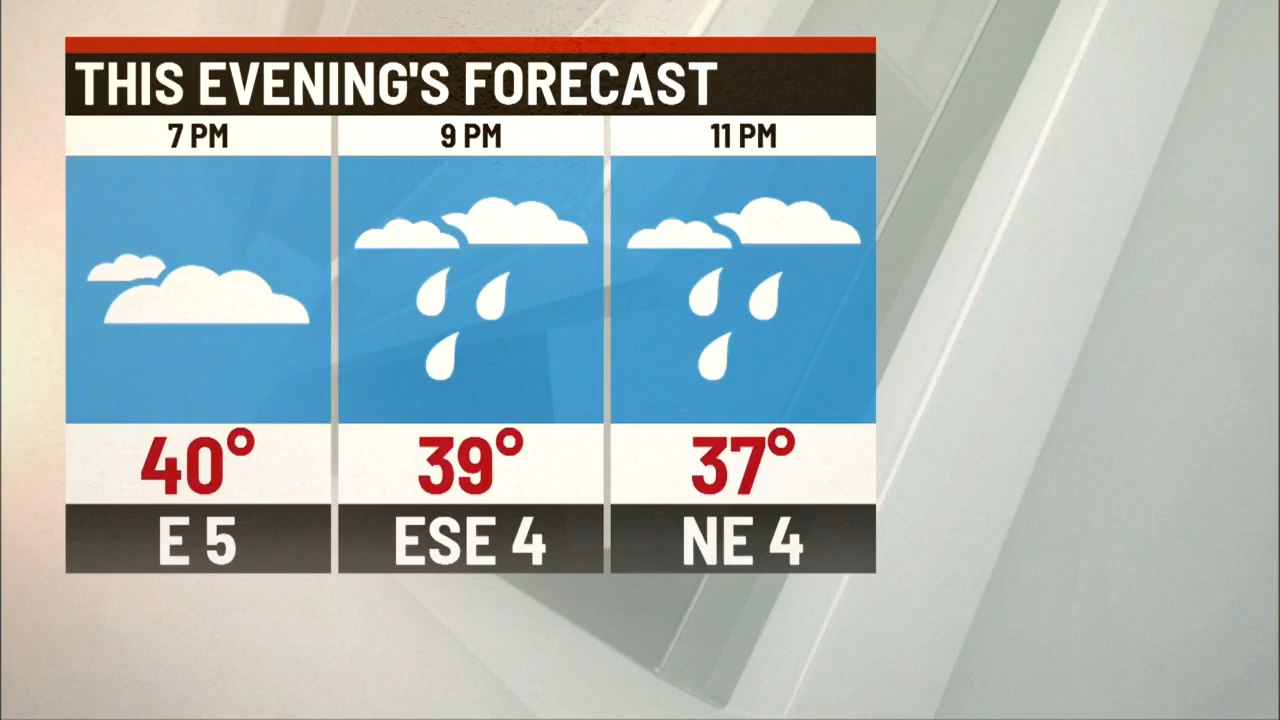 THIS EVENING'S FORECAST
7 PM
9 PM
11 PM
40°
39°
37°
E 5
ESE 4
NE 4